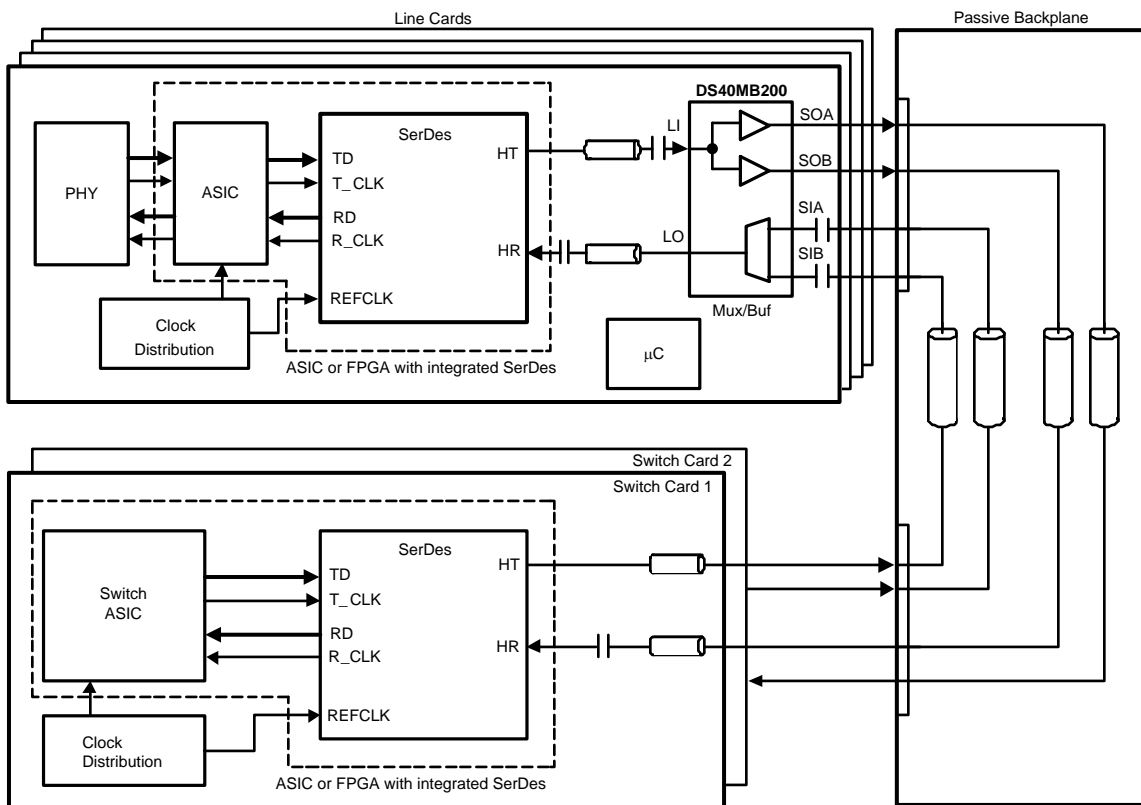 Line Cards
Passive Backplane
DS40MB200
SOA
LI
SerDes
HT
SOB
TD
PHY
ASIC
T_CLK
RD
SIA
R_CLK
LO
HR
SIB
REFCLK
Mux/Buf
Clock
Distribution
µC
ASIC or FPGA with integrated SerDes
Switch Card 2
Switch Card 1
SerDes
HT
TD
Switch
ASIC
T_CLK
RD
HR
R_CLK
REFCLK
Clock
Distribution
ASIC or FPGA with integrated SerDes